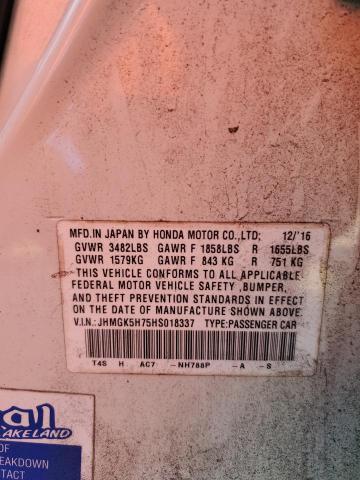 MFD.IN JAPAN BY HONDA MOTOR CO.,LTD; 12/'16
GVWR 3482LBS GAWR F 1858LBS R 1655LBS
GVWR 1579KG GAWR F 843 KG R 751 KG
THIS VEHICLE CONFORMS TO ALL APPLICABLE
FEDERAL MOTOR VEHICLE SAFETY ,BUMPER,
AND THEFT PREVENTION STANDARDS IN EFFECT
ON THE DATE OF MANUFACTURE SHOWN ABOVE.
V.I.N.: JHMGK5H75HS018337 TYPE:PASSENGER CAR
T4S H AC7 -NH788P -A -S
LAKELAND
OF
BREAKDOWN
CONTACT